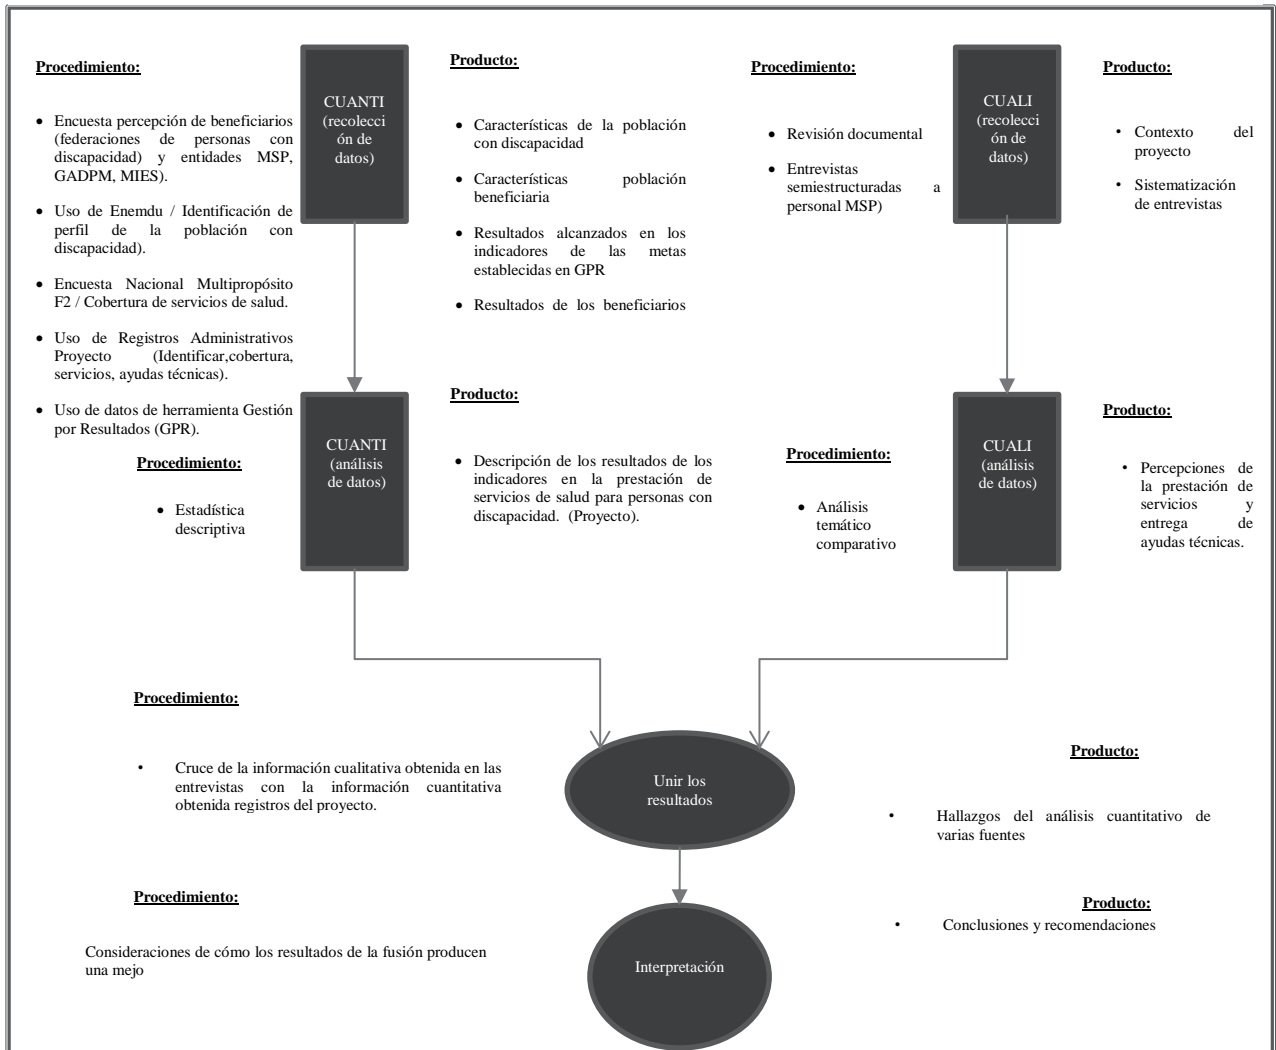 Procedimiento:
• Encuesta percepción de beneficiarios
(federaciones de personas con
discapacidad) y entidades MSP,
GADPM, MIES).
• Uso de Enemdu / Identificación de
perfil de la población con
discapacidad).
• Encuesta Nacional Multipropósito
F2 / Cobertura de servicios de salud.
• Uso de Registros Administrativos
Proyecto (Identificar,cobertura,
servicios, ayudas técnicas).
• Uso de datos de herramienta Gestión
por Resultados (GPR).
CUANTI
(recolecci
ón de
datos)
Producto:
• Características de la población
con discapacidad
• Características población
beneficiaria
• Resultados alcanzados en los
indicadores de las metas
establecidas en GPR
• Resultados de los beneficiarios
Procedimiento:
• Revisión documental
• Entrevistas
semiestructuradas a
personal MSP)
CUALI
(recolecci
ón de
datos)
Producto:
• Contexto del
proyecto
• Sistematización
de entrevistas
Procedimiento:
• Estadística
descriptiva
CUANTI
(análisis
de datos)
Producto:
• Descripción de los resultados de los
indicadores en la prestación de
servicios de salud para personas con
discapacidad. (Proyecto).
Procedimiento:
• Análisis
temático
comparativo
CUALI
(análisis
de datos)
Producto:
• Percepciones de
la prestación de
servicios y
entrega de
ayudas técnicas.
Procedimiento:
• Cruce de la información cualitativa obtenida en las
entrevistas con la información cuantitativa
obtenida registros del proyecto.
Unir los
resultados
Producto:
• Hallazgos del análisis cuantitativo de
varias fuentes
Procedimiento:
Consideraciones de cómo los resultados de la fusión producen
una mejo
Interpretación
Producto:
• Conclusiones y recomendaciones